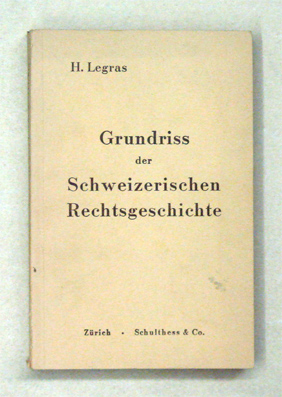 H. Legras
Grundriss
der
Schweizerischen
Rechtsgeschichte
Zürich · Schulthess & Co.